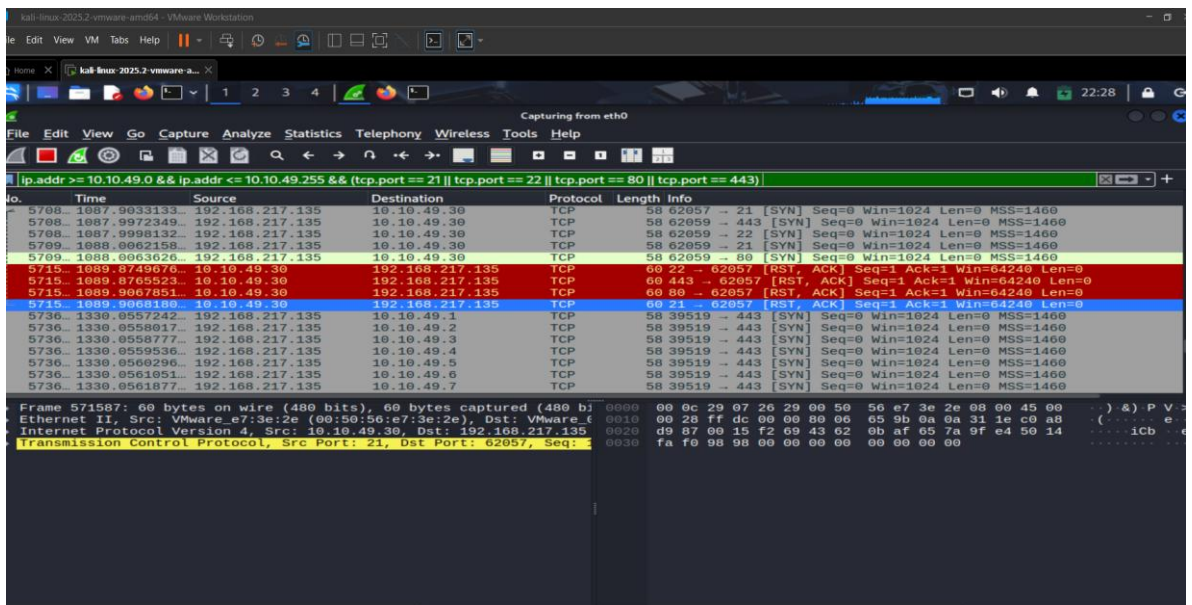 kali-linux-2025.2-vmware-amd64 - VMware Workstation
Edit View VM Tabs Help
Home kali-linux-2025.2-vmware-a...
1 2 3 4 22:28
Capturing from eth0
File Edit View Go Capture Analyze Statistics Telephony Wireless Tools Help
ip.addr >= 10.10.49.0 && ip.addr <= 10.10.49.255 && (tcp.port == 21 || tcp.port == 22 || tcp.port == 80 || tcp.port == 443)
No. Time Source Destination Protocol Length Info
5708… 1087.9033133… 192.168.217.135 10.10.49.30 TCP 58 62057 → 21 [SYN] Seq=0 Win=1024 Len=0 MSS=1460
5708… 1087.9972349… 192.168.217.135 10.10.49.30 TCP 58 62059 → 443 [SYN] Seq=0 Win=1024 Len=0 MSS=1460
5708… 1087.9998132… 192.168.217.135 10.10.49.30 TCP 58 62059 → 22 [SYN] Seq=0 Win=1024 Len=0 MSS=1460
5709… 1088.0062158… 192.168.217.135 10.10.49.30 TCP 58 62059 → 21 [SYN] Seq=0 Win=1024 Len=0 MSS=1460
5709… 1088.0063626… 192.168.217.135 10.10.49.30 TCP 58 62059 → 80 [SYN] Seq=0 Win=1024 Len=0 MSS=1460
5715… 1089.8749676… 10.10.49.30 192.168.217.135 TCP 60 22 → 62057 [RST, ACK] Seq=1 Ack=1 Win=64240 Len=0
5715… 1089.8765523… 10.10.49.30 192.168.217.135 TCP 60 443 → 62057 [RST, ACK] Seq=1 Ack=1 Win=64240 Len=0
5715… 1089.9067851… 10.10.49.30 192.168.217.135 TCP 60 80 → 62057 [RST, ACK] Seq=1 Ack=1 Win=64240 Len=0
5715… 1089.9068180… 10.10.49.30 192.168.217.135 TCP 60 21 → 62057 [RST, ACK] Seq=1 Ack=1 Win=64240 Len=0
5736… 1330.0557242… 192.168.217.135 10.10.49.1 TCP 58 39519 → 443 [SYN] Seq=0 Win=1024 Len=0 MSS=1460
5736… 1330.0558017… 192.168.217.135 10.10.49.2 TCP 58 39519 → 443 [SYN] Seq=0 Win=1024 Len=0 MSS=1460
5736… 1330.0558777… 192.168.217.135 10.10.49.3 TCP 58 39519 → 443 [SYN] Seq=0 Win=1024 Len=0 MSS=1460
5736… 1330.0559536… 192.168.217.135 10.10.49.4 TCP 58 39519 → 443 [SYN] Seq=0 Win=1024 Len=0 MSS=1460
5736… 1330.0560296… 192.168.217.135 10.10.49.5 TCP 58 39519 → 443 [SYN] Seq=0 Win=1024 Len=0 MSS=1460
5736… 1330.0561051… 192.168.217.135 10.10.49.6 TCP 58 39519 → 443 [SYN] Seq=0 Win=1024 Len=0 MSS=1460
5736… 1330.0561877… 192.168.217.135 10.10.49.7 TCP 58 39519 → 443 [SYN] Seq=0 Win=1024 Len=0 MSS=1460
Frame 571587: 60 bytes on wire (480 bits), 60 bytes captured (480 bi
Ethernet II, Src: VMware_e7:3e:2e (00:50:56:e7:3e:2e), Dst: VMware_
Internet Protocol Version 4, Src: 10.10.49.30, Dst: 192.168.217.135
Transmission Control Protocol, Src Port: 21, Dst Port: 62057, Seq:
0000 00 0c 29 07 26 29 00 50 56 e7 3e 2e 08 00 45 00 ··)·&)·P V·>
0010 00 28 ff dc 00 00 80 06 65 9b 0a 0a 31 1e c0 a8 ·(······ e·
0020 d9 87 00 15 f2 69 43 62 0b af 65 7a 9f e4 50 14 ·····iCb ··e
0030 fa f0 98 98 00 00 00 00 00 00 00 00